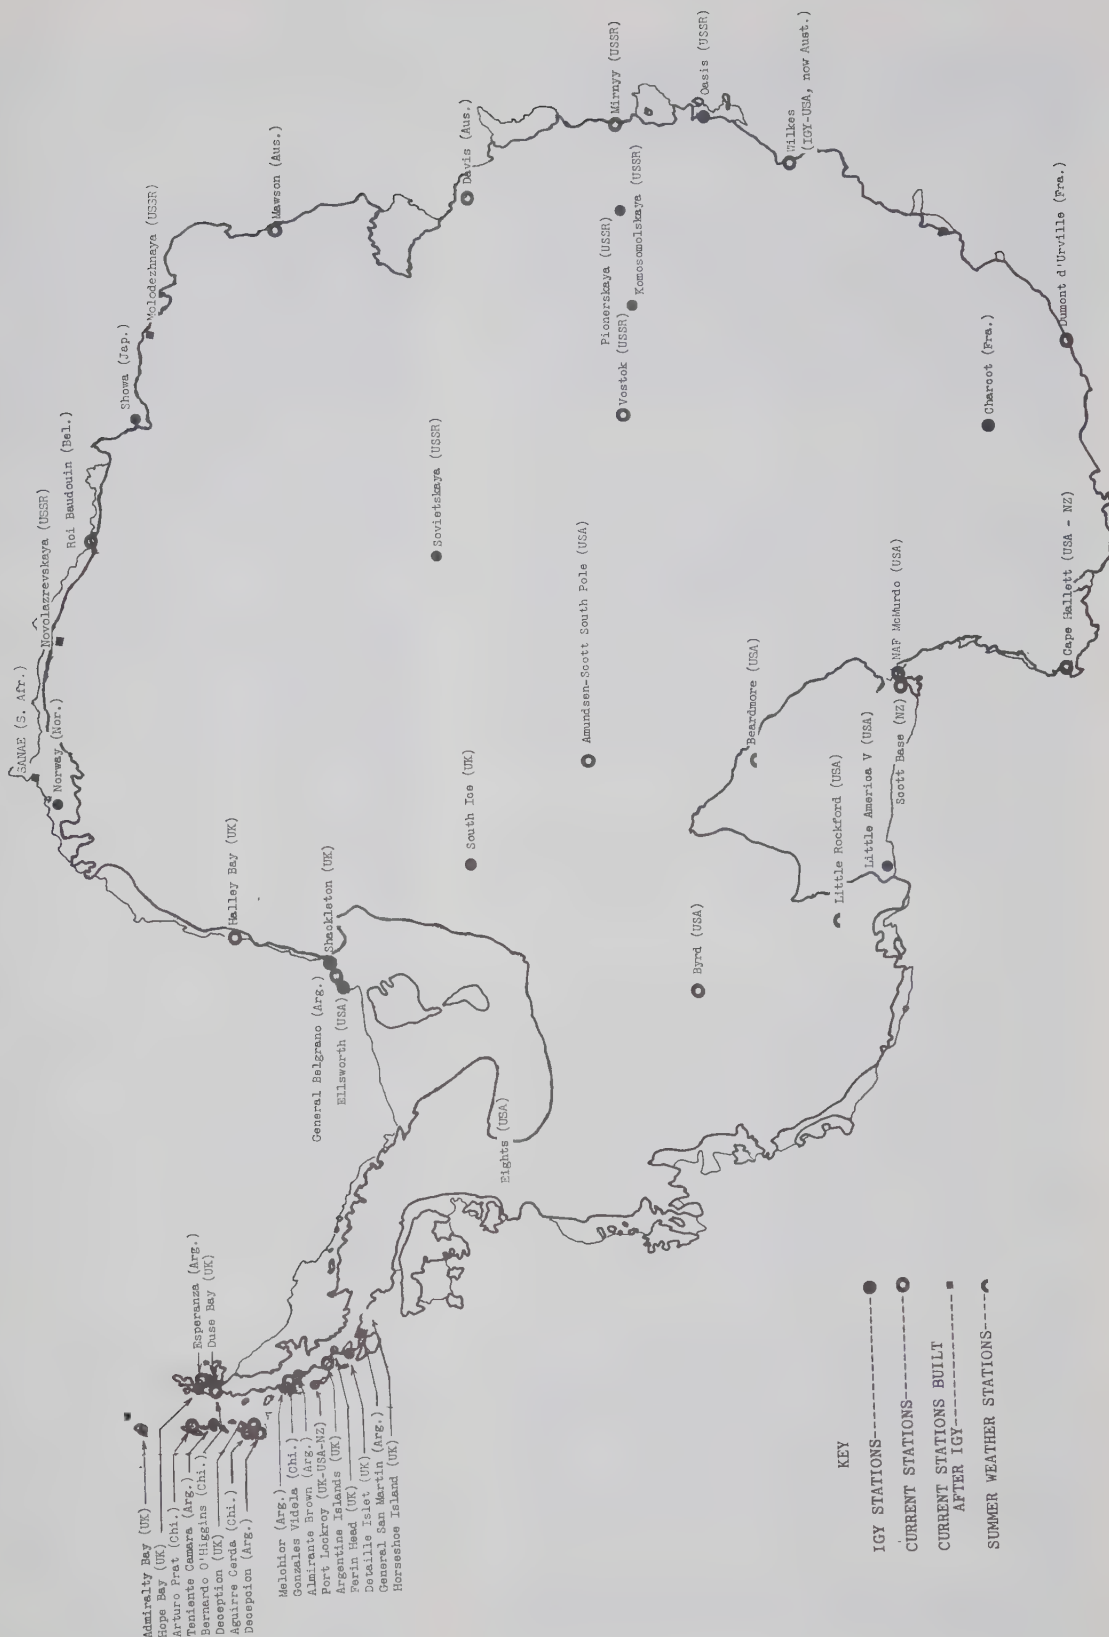 Admiralty Bay (UK)
Hope Bay (UK)
Arturo Prat (Chi.)
Teniente Camara (Arg.)
Bernardo O'Higgins (Chi.)
Deception (UK)
Aguirre Cerda (Chi.)
Decepcion (Arg.)
Esperanza (Arg.)
Duse Bay (UK)
Melchior (Arg.)
Gonzales Videla (Chi.)
Almirante Brown (Arg.)
Port Lockroy (UK-USA-NZ)
Argentine Islands (UK)
Ferin Head (UK)
Detaille Islet (UK)
General San Martin (Arg.)
Horseshoe Island (UK)
Eights (USA)
General Belgrano (Arg.)
Ellsworth (USA)
Shackleton (UK)
Halley Bay (UK)
Norway (Nor.)
SANAE (S. Afr.)
Novolazrevskaya (USSR)
Roi Baudouin (Bel.)
Showa (Jap.)
Molodezhnaya (USSR)
Mawson (Aus.)
Davis (Aus.)
Mirnyy (USSR)
Oasis (USSR)
Wilkes
(IGY-USA, now Aust.)
Pionerskaya (USSR)
Komosomolskaya (USSR)
Vostok (USSR)
Sovietskaya (USSR)
South Ice (UK)
Amundsen-Scott South Pole (USA)
Byrd (USA)
Beardmore (USA)
Little Rockford (USA)
Little America V (USA)
Scott Base (NZ)
NAF McMurdo (USA)
Cape Hallett (USA - NZ)
Charcot (Fra.)
Dumont d'Urville (Fra.)
KEY
IGY STATIONS
CURRENT STATIONS
CURRENT STATIONS BUILT
AFTER IGY
SUMMER WEATHER STATIONS